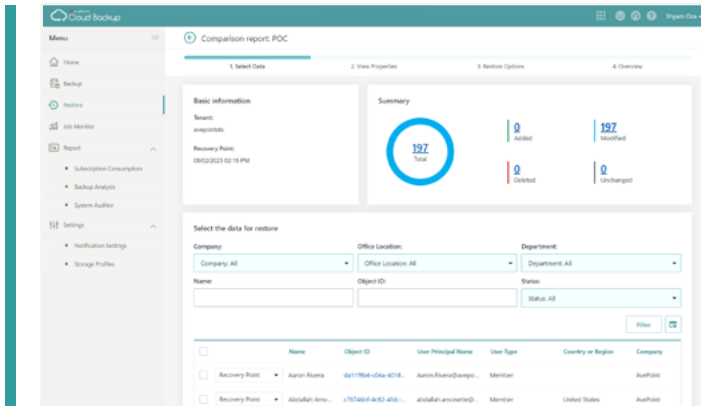 Cloud Backup
Shyam Oza
Menu
Comparison report: POC
Home
Backup
Restore
Job Monitor
Report
Subscription Consumption
Backup Analysis
System Auditor
Settings
Notification Settings
Storage Profiles
1. Select Data
2. View Properties
3. Restore Options
4. Overview
Basic information
Tenant:
Recovery Point:
08/02/2023 02:15 PM
Summary
197
Total
0
Added
197
Modified
0
Deleted
0
Unchanged
Select the data for restore
Company:
Office Location:
Department:
Company: All
Office Location: All
Department: All
Name:
Object ID:
Status:
Status: All
Filter
Name Object ID User Principal Name User Type Country or Region Company
Recovery Point Aaron Rivera Aaron.Rivera@avepo... Member AvePoint
Recovery Point Abdallah Amo... Member United States AvePoint